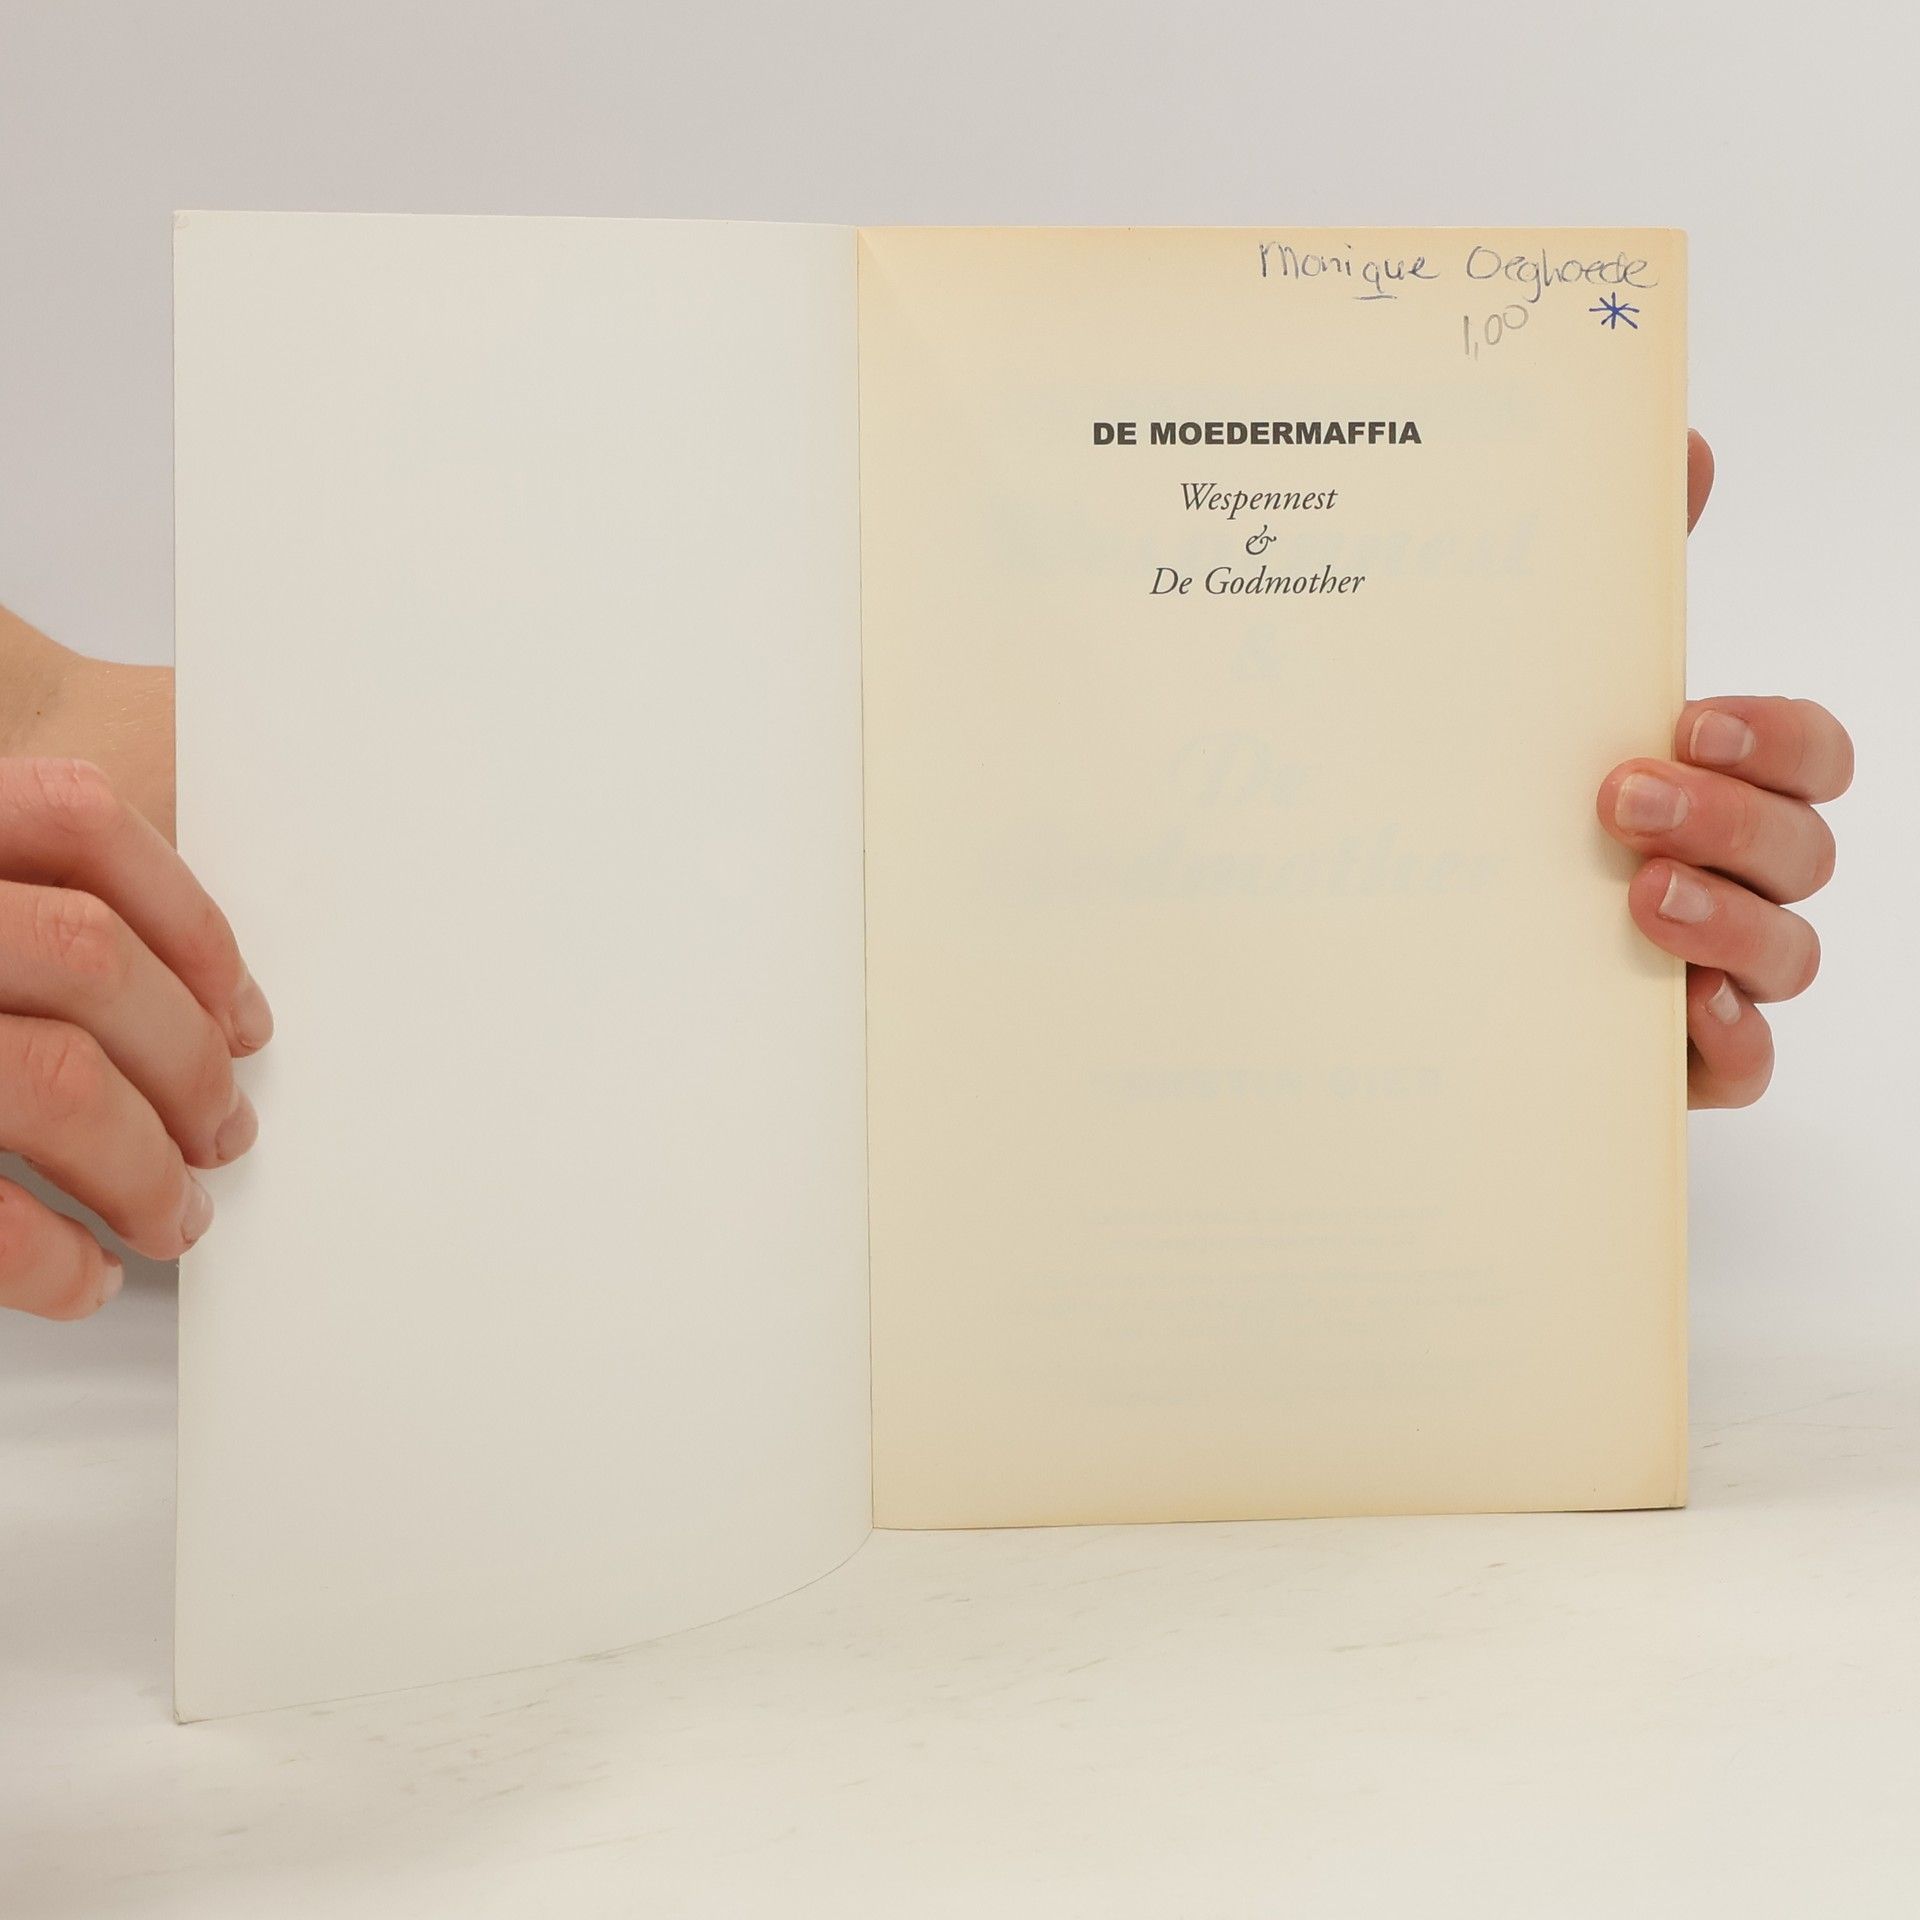 Monique Oeghoede
1,00 *
DE MOEDERMAFFIA
Wespennest
&
De Godmother